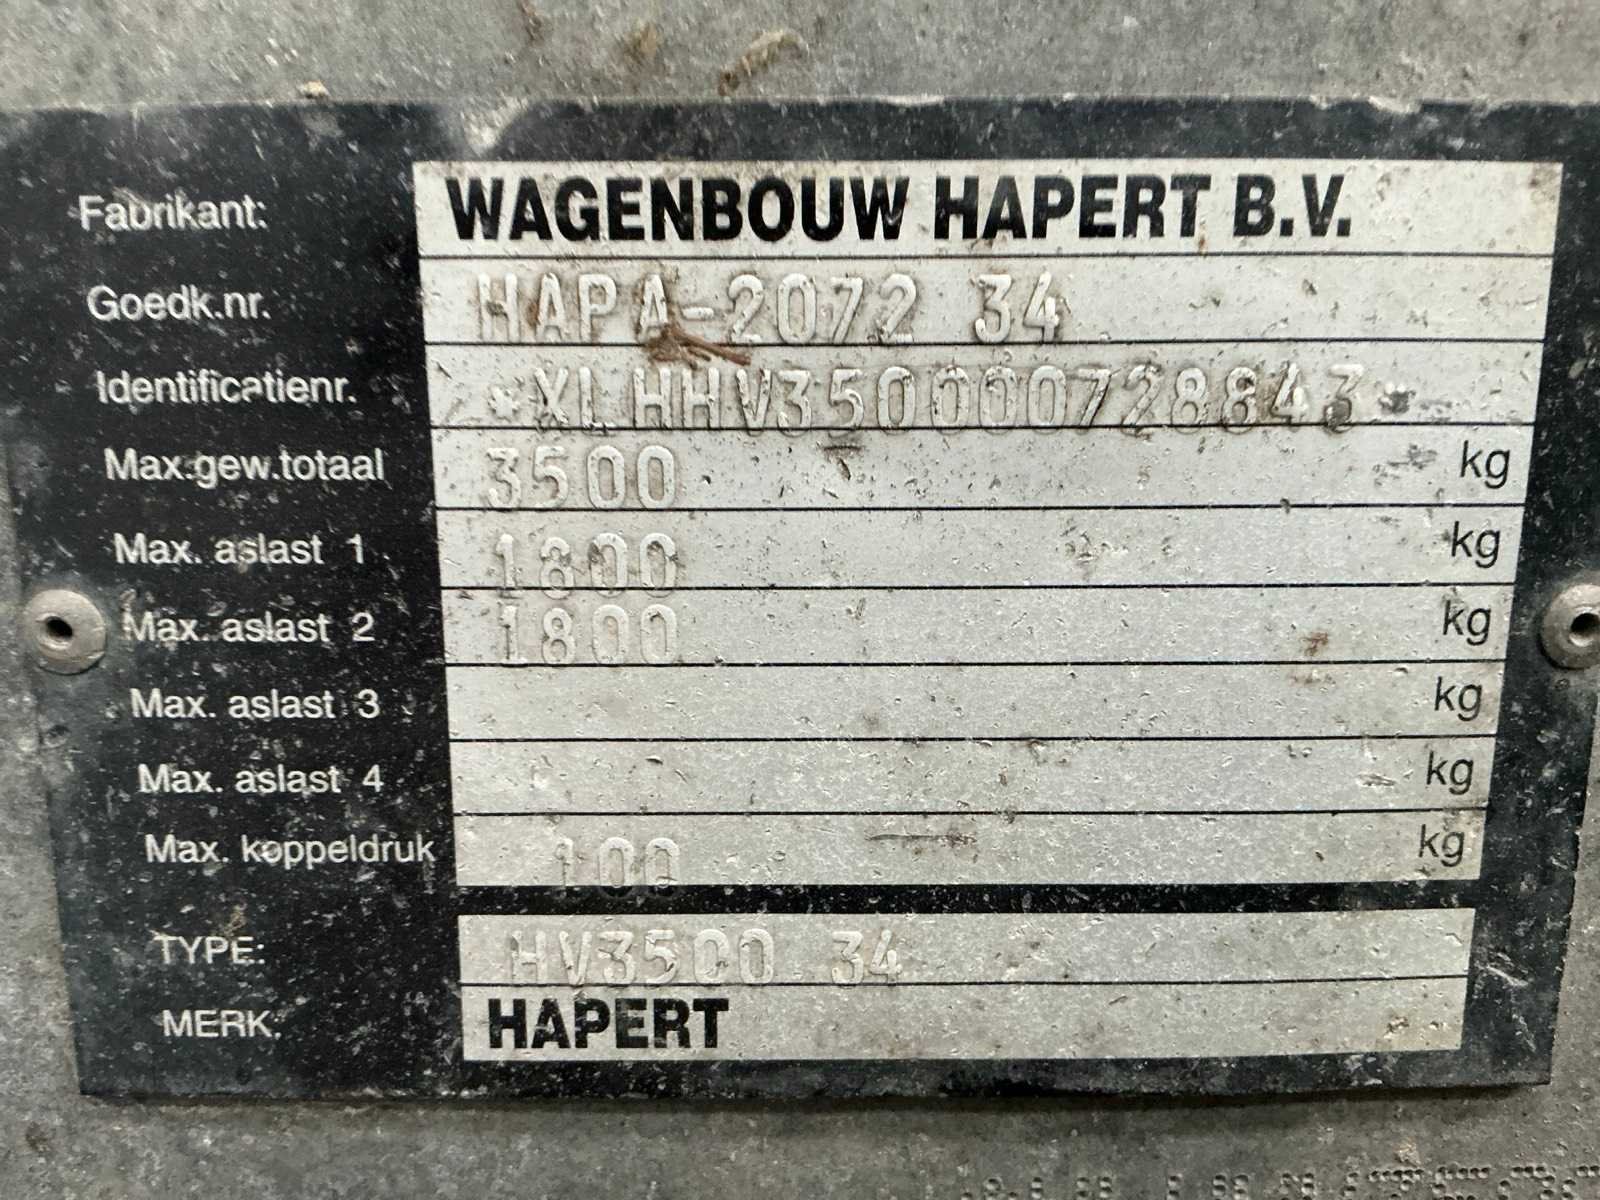 Fabrikant: WAGENBOUW HAPERT B.V.
Goedk.nr. HAPA-2072 34
Identificatienr. *XLHHV350000728843*
Max.gew.totaal 3500 kg
Max. aslast 1 1800 kg
Max. aslast 2 1800 kg
Max. aslast 3 kg
Max. aslast 4 kg
Max. koppeldruk 100 kg
TYPE: HV3500 34
MERK: HAPERT